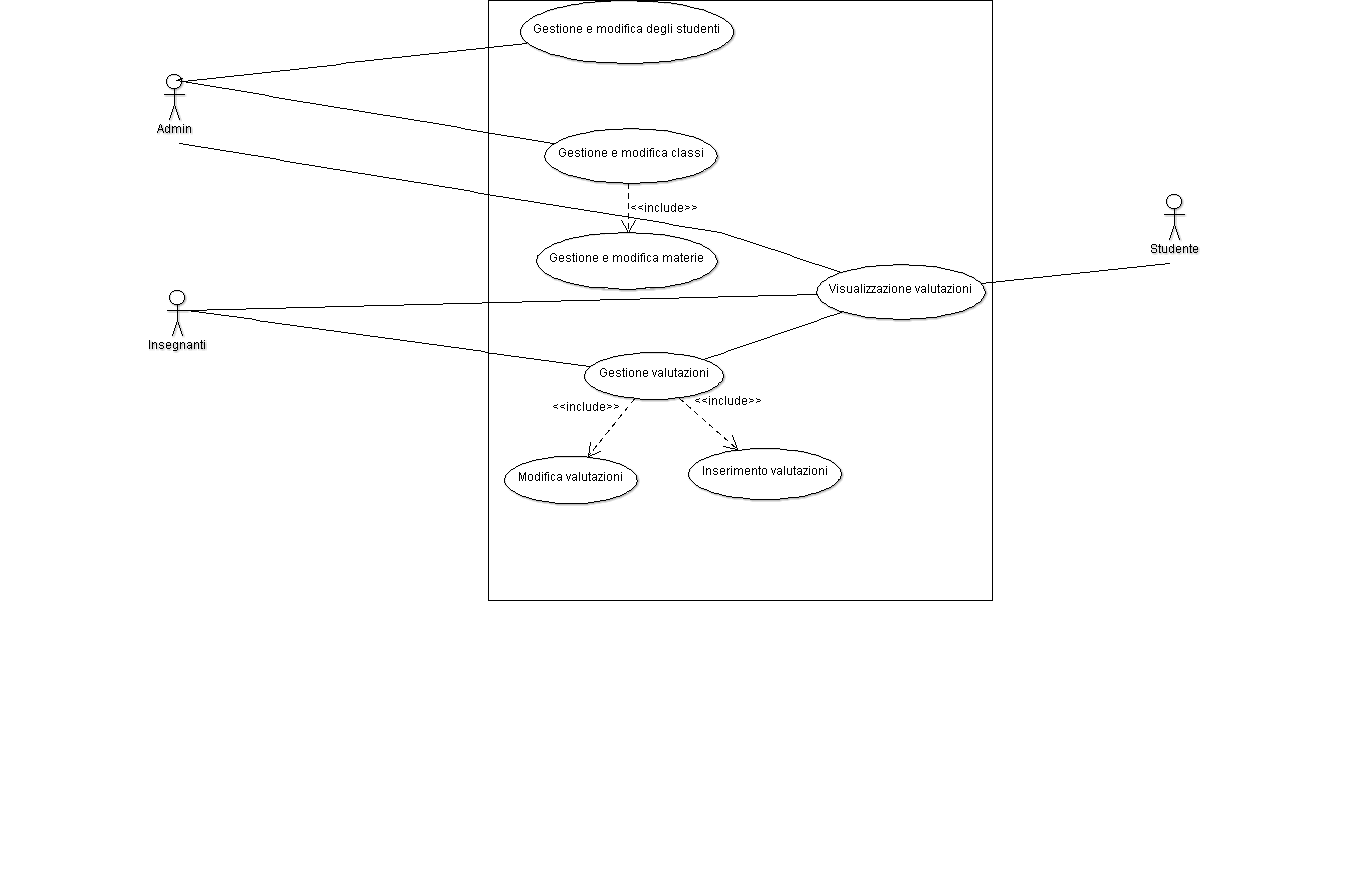 Gestione e modifica degli studenti
Admin
Gestione e modifica classi
<<include>>
Studente
Gestione e modifica materie
Visualizzazione valutazioni
Insegnanti
Gestione valutazioni
<<include>>
<<include>>
Modifica valutazioni
Inserimento valutazioni